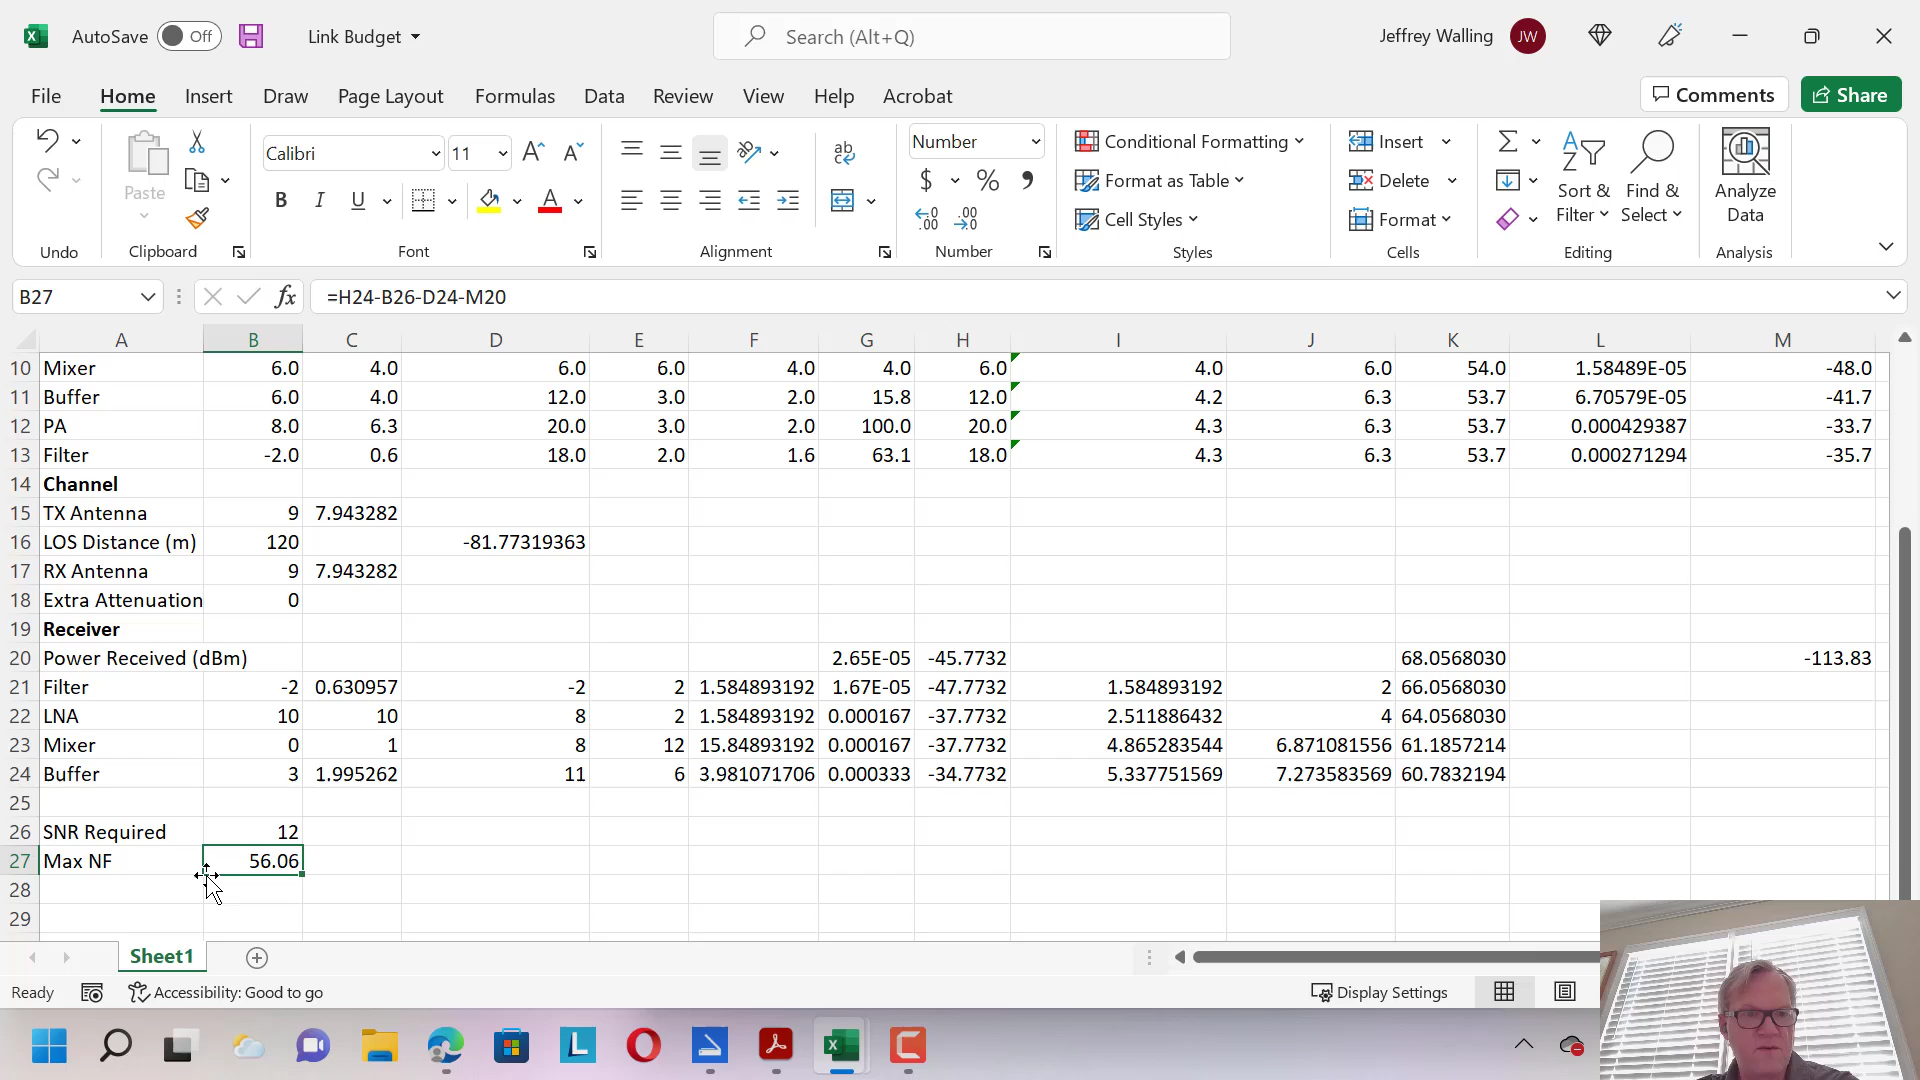 AutoSave Off Link Budget Search (Alt+Q) Jeffrey Walling JW
File Home Insert Draw Page Layout Formulas Data Review View Help Acrobat Comments Share
Paste Calibri 11 A A Number Conditional Formatting Insert
B I U A ab c $ % , Format as Table Delete Sort & Filter Find & Select Analyze Data
Cell Styles Format
Undo Clipboard Font Alignment Number Styles Cells Editing Analysis
B27 fx =H24-B26-D24-M20
A B C D E F G H I J K L M
10 Mixer 6.0 4.0 6.0 6.0 4.0 4.0 6.0 4.0 6.0 54.0 1.58489E-05 -48.0
11 Buffer 6.0 4.0 12.0 3.0 2.0 15.8 12.0 4.2 6.3 53.7 6.70579E-05 -41.7
12 PA 8.0 6.3 20.0 3.0 2.0 100.0 20.0 4.3 6.3 53.7 0.000429387 -33.7
13 Filter -2.0 0.6 18.0 2.0 1.6 63.1 18.0 4.3 6.3 53.7 0.000271294 -35.7
14 Channel
15 TX Antenna 9 7.943282
16 LOS Distance (m) 120 -81.77319363
17 RX Antenna 9 7.943282
18 Extra Attenuation 0
19 Receiver
20 Power Received (dBm) 2.65E-05 -45.7732 68.0568030 -113.83
21 Filter -2 0.630957 -2 2 1.584893192 1.67E-05 -47.7732 1.584893192 2 66.0568030
22 LNA 10 10 8 2 1.584893192 0.000167 -37.7732 2.511886432 4 64.0568030
23 Mixer 0 1 8 12 15.84893192 0.000167 -37.7732 4.865283544 6.871081556 61.1857214
24 Buffer 3 1.995262 11 6 3.981071706 0.000333 -34.7732 5.337751569 7.273583569 60.7832194
25
26 SNR Required 12
27 Max NF 56.06
28
29
Sheet1
Ready Accessibility: Good to go Display Settings